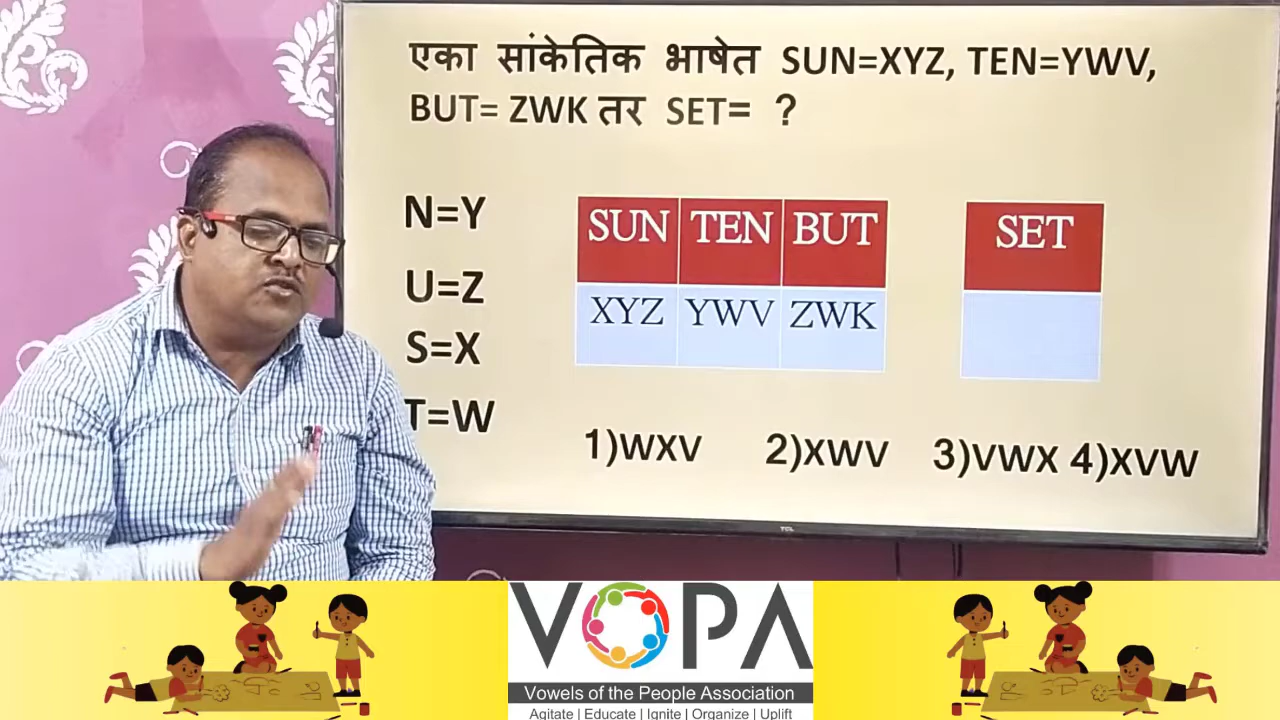 एका सांकेतिक भाषेत SUN=XYZ, TEN=YWV,
BUT= ZWK तर SET= ?
N=Y
U=Z
S=X
T=W
SUN TEN BUT
XYZ YWV ZWK
SET
1)WXV 2)XWV 3)VWX 4)XVW
TCL
VOPA
Vowels of the People Association
Agitate | Educate | Ignite | Organize | Uplift